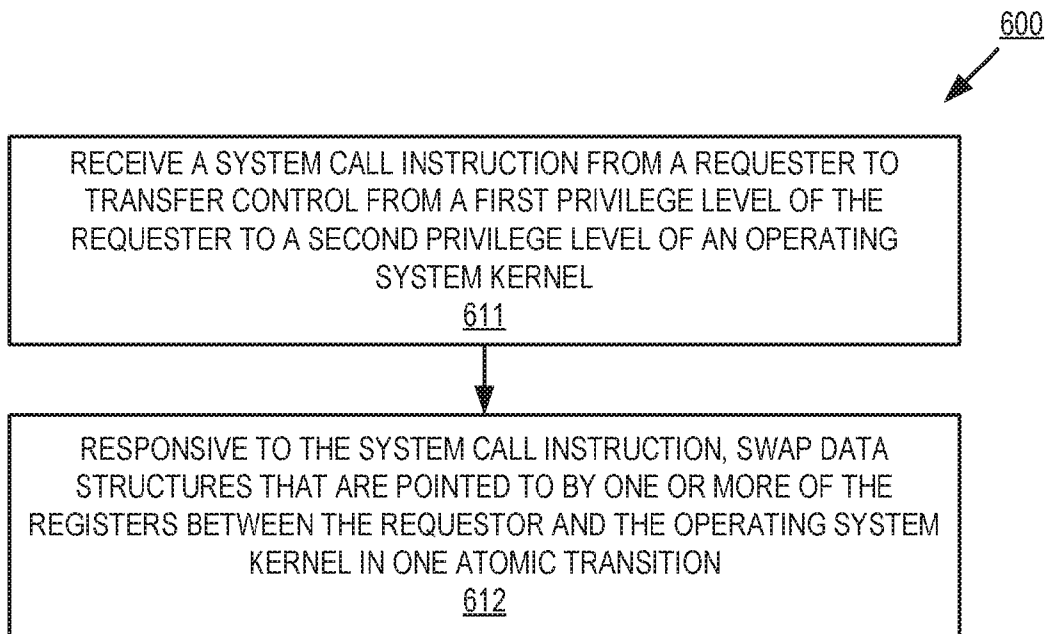 600
RECEIVE A SYSTEM CALL INSTRUCTION FROM A REQUESTER TO
TRANSFER CONTROL FROM A FIRST PRIVILEGE LEVEL OF THE
REQUESTER TO A SECOND PRIVILEGE LEVEL OF AN OPERATING
SYSTEM KERNEL
611
RESPONSIVE TO THE SYSTEM CALL INSTRUCTION, SWAP DATA
STRUCTURES THAT ARE POINTED TO BY ONE OR MORE OF THE
REGISTERS BETWEEN THE REQUESTOR AND THE OPERATING SYSTEM
KERNEL IN ONE ATOMIC TRANSITION
612